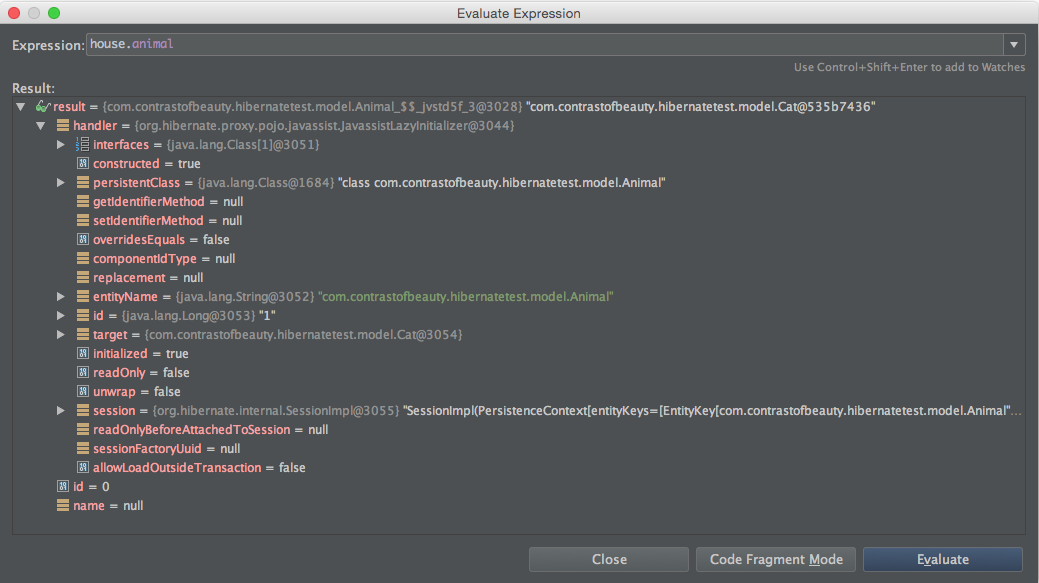 Evaluate Expression
Expression: house.animal
Use Control+Shift+Enter to add to Watches
Result:
result = {com.contrastofbeauty.hibernatetest.model.Animal_$$_jvstd5f_3@3028} "com.contrastofbeauty.hibernatetest.model.Cat@535b7436"
handler = {org.hibernate.proxy.pojo.javassist.JavassistLazyInitializer@3044}
interfaces = {java.lang.Class[1]@3051}
constructed = true
persistentClass = {java.lang.Class@1684} "class com.contrastofbeauty.hibernatetest.model.Animal"
getIdentifierMethod = null
setIdentifierMethod = null
overridesEquals = false
componentIdType = null
replacement = null
entityName = {java.lang.String@3052} "com.contrastofbeauty.hibernatetest.model.Animal"
id = {java.lang.Long@3053} "1"
target = {com.contrastofbeauty.hibernatetest.model.Cat@3054}
initialized = true
readOnly = false
unwrap = false
session = {org.hibernate.internal.SessionImpl@3055} "SessionImpl(PersistenceContext[entityKeys=[EntityKey[com.contrastofbeauty.hibernatetest.model.Animal"...
readOnlyBeforeAttachedToSession = null
sessionFactoryUuid = null
allowLoadOutsideTransaction = false
id = 0
name = null
Close Code Fragment Mode Evaluate